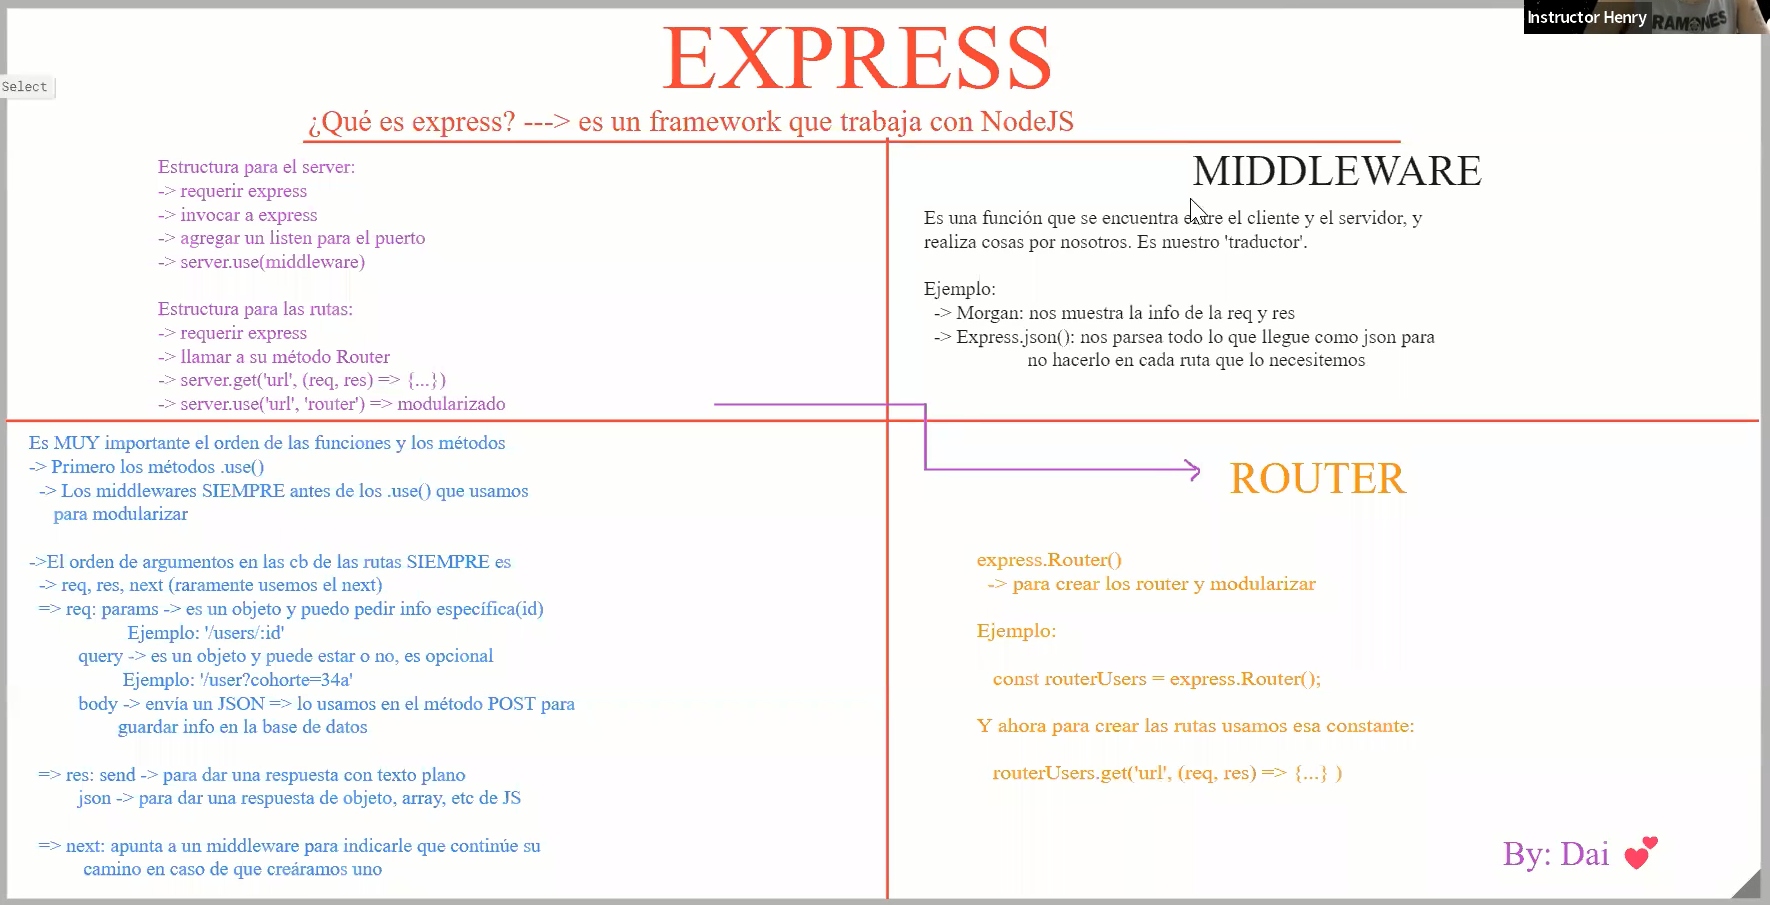 Instructor Henry
RAMONES
Select
EXPRESS
¿Qué es express? ---> es un framework que trabaja con NodeJS
Estructura para el server:
-> requerir express
-> invocar a express
-> agregar un listen para el puerto
-> server.use(middleware)
Estructura para las rutas:
-> requerir express
-> llamar a su método Router
-> server.get('url', (req, res) => {...})
-> server.use('url', 'router') => modularizado
MIDDLEWARE
Es una función que se encuentra entre el cliente y el servidor, y
realiza cosas por nosotros. Es nuestro 'traductor'.
Ejemplo:
-> Morgan: nos muestra la info de la req y res
-> Express.json(): nos parsea todo lo que llegue como json para
no hacerlo en cada ruta que lo necesitemos
Es MUY importante el orden de las funciones y los métodos
-> Primero los métodos .use()
-> Los middlewares SIEMPRE antes de los .use() que usamos
para modularizar
->El orden de argumentos en las cb de las rutas SIEMPRE es
-> req, res, next (raramente usemos el next)
=> req: params -> es un objeto y puedo pedir info específica(id)
Ejemplo: '/users/:id'
query -> es un objeto y puede estar o no, es opcional
Ejemplo: '/user?cohorte=34a'
body -> envía un JSON => lo usamos en el método POST para
guardar info en la base de datos
=> res: send -> para dar una respuesta con texto plano
json -> para dar una respuesta de objeto, array, etc de JS
=> next: apunta a un middleware para indicarle que continúe su
camino en caso de que creáramos uno
ROUTER
express.Router()
-> para crear los router y modularizar
Ejemplo:
const routerUsers = express.Router();
Y ahora para crear las rutas usamos esa constante:
routerUsers.get('url', (req, res) => {...} )
By: Dai 💕